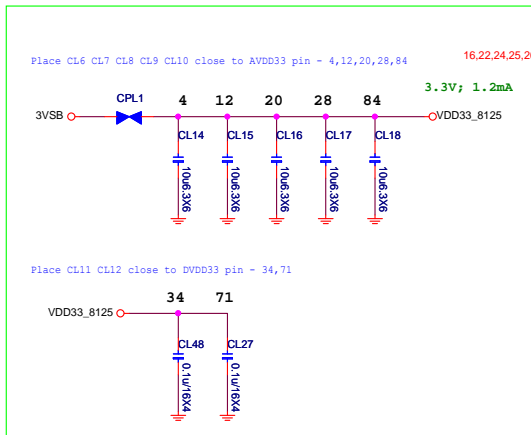 Place CL6 CL7 CL8 CL9 CL10 close to AVDD33 pin - 4,12,20,28,84
16,22,24,25,26
3.3V; 1.2mA
CPL1
4 12 20 28 84
3VSB
VDD33_8125
CL14 CL15 CL16 CL17 CL18
10u6.3X6 10u6.3X6 10u6.3X6 10u6.3X6 10u6.3X6
Place CL11 CL12 close to DVDD33 pin - 34,71
34 71
VDD33_8125
CL48 CL27
0.1u/16X4 0.1u/16X4